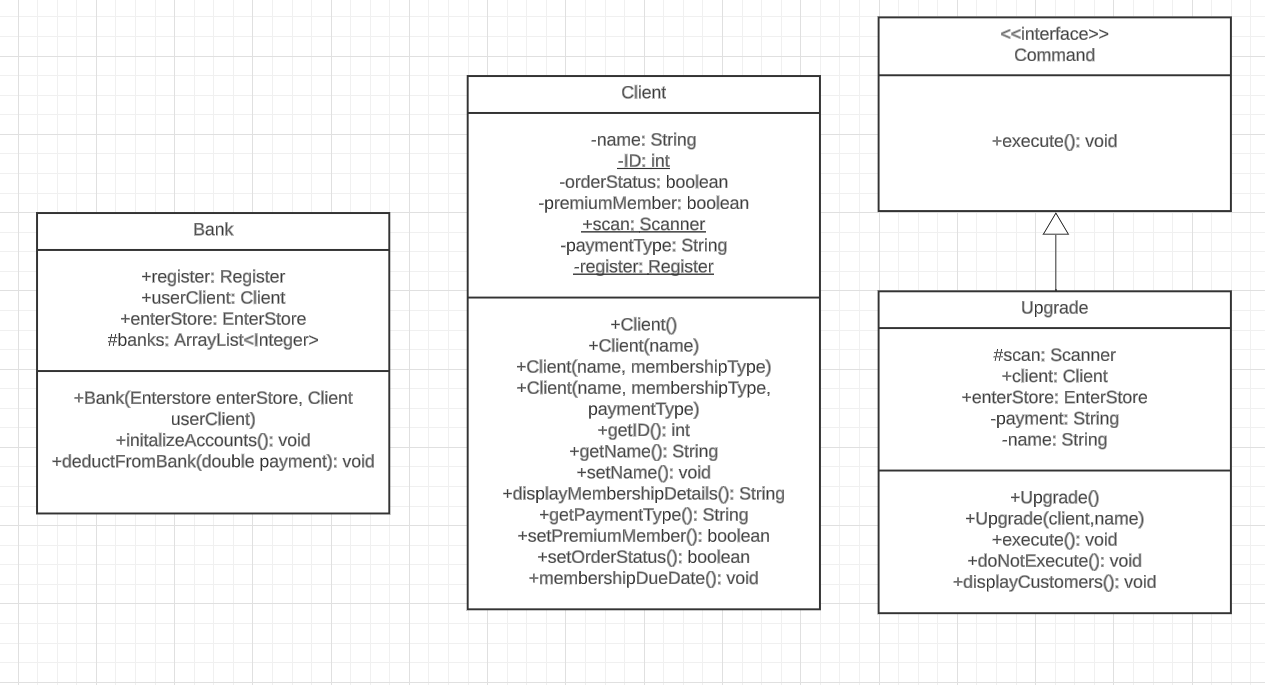 Bank
+register: Register
+userClient: Client
+enterStore: EnterStore
#banks: ArrayList<Integer>
+Bank(Enterstore enterStore, Client
userClient)
+initalizeAccounts(): void
+deductFromBank(double payment): void
Client
-name: String
-ID: int
-orderStatus: boolean
-premiumMember: boolean
+scan: Scanner
-paymentType: String
-register: Register
+Client()
+Client(name)
+Client(name, membershipType)
+Client(name, membershipType,
paymentType)
+getID(): int
+getName(): String
+setName(): void
+displayMembershipDetails(): String
+getPaymentType(): String
+setPremiumMember(): boolean
+setOrderStatus(): boolean
+membershipDueDate(): void
<<interface>>
Command
+execute(): void
Upgrade
#scan: Scanner
+client: Client
+enterStore: EnterStore
-payment: String
-name: String
+Upgrade()
+Upgrade(client,name)
+execute(): void
+doNotExecute(): void
+displayCustomers(): void